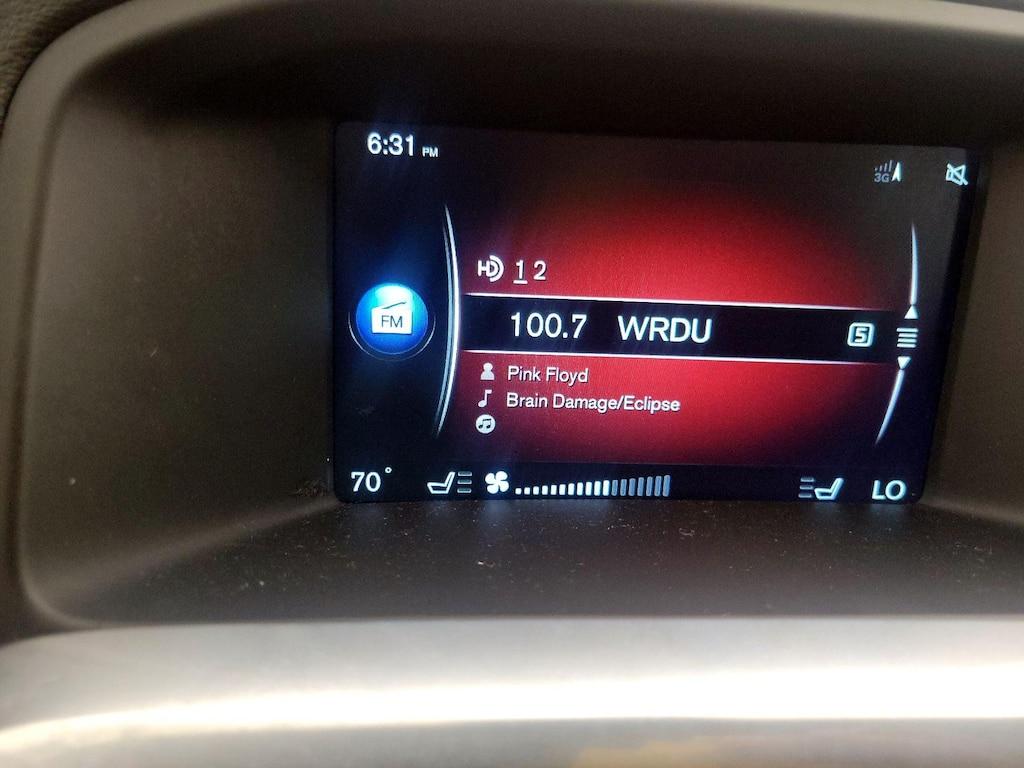 6:31 PM
3G
HD 1 2
FM
100.7 WRDU 5
Pink Floyd
Brain Damage/Eclipse
70° LO